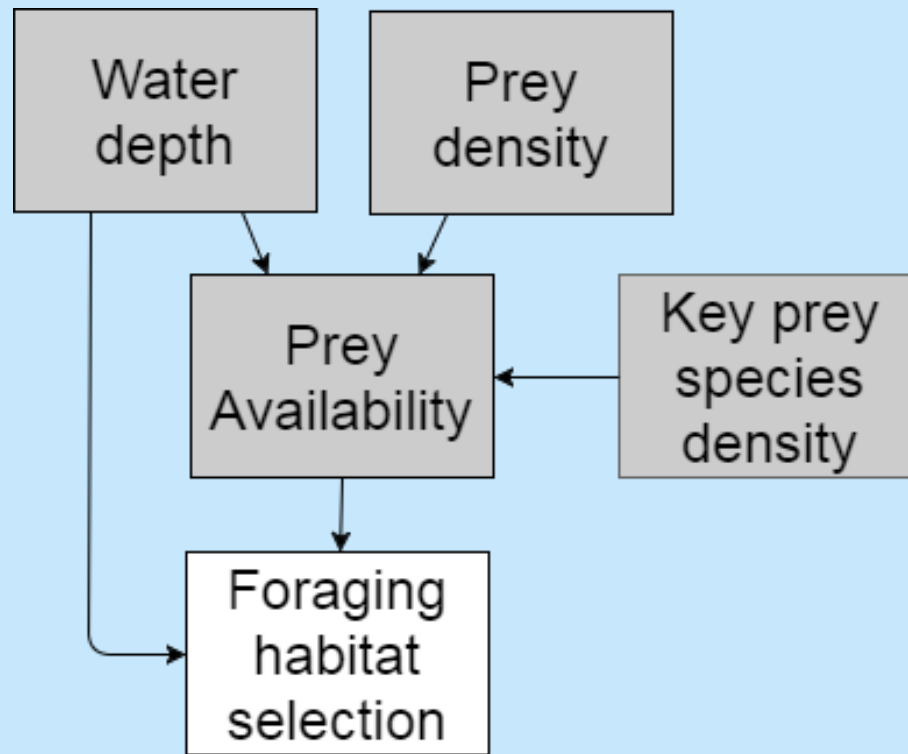 Water
depth
Prey
density
Prey
Availability
Key prey
species
density
Foraging
habitat
selection